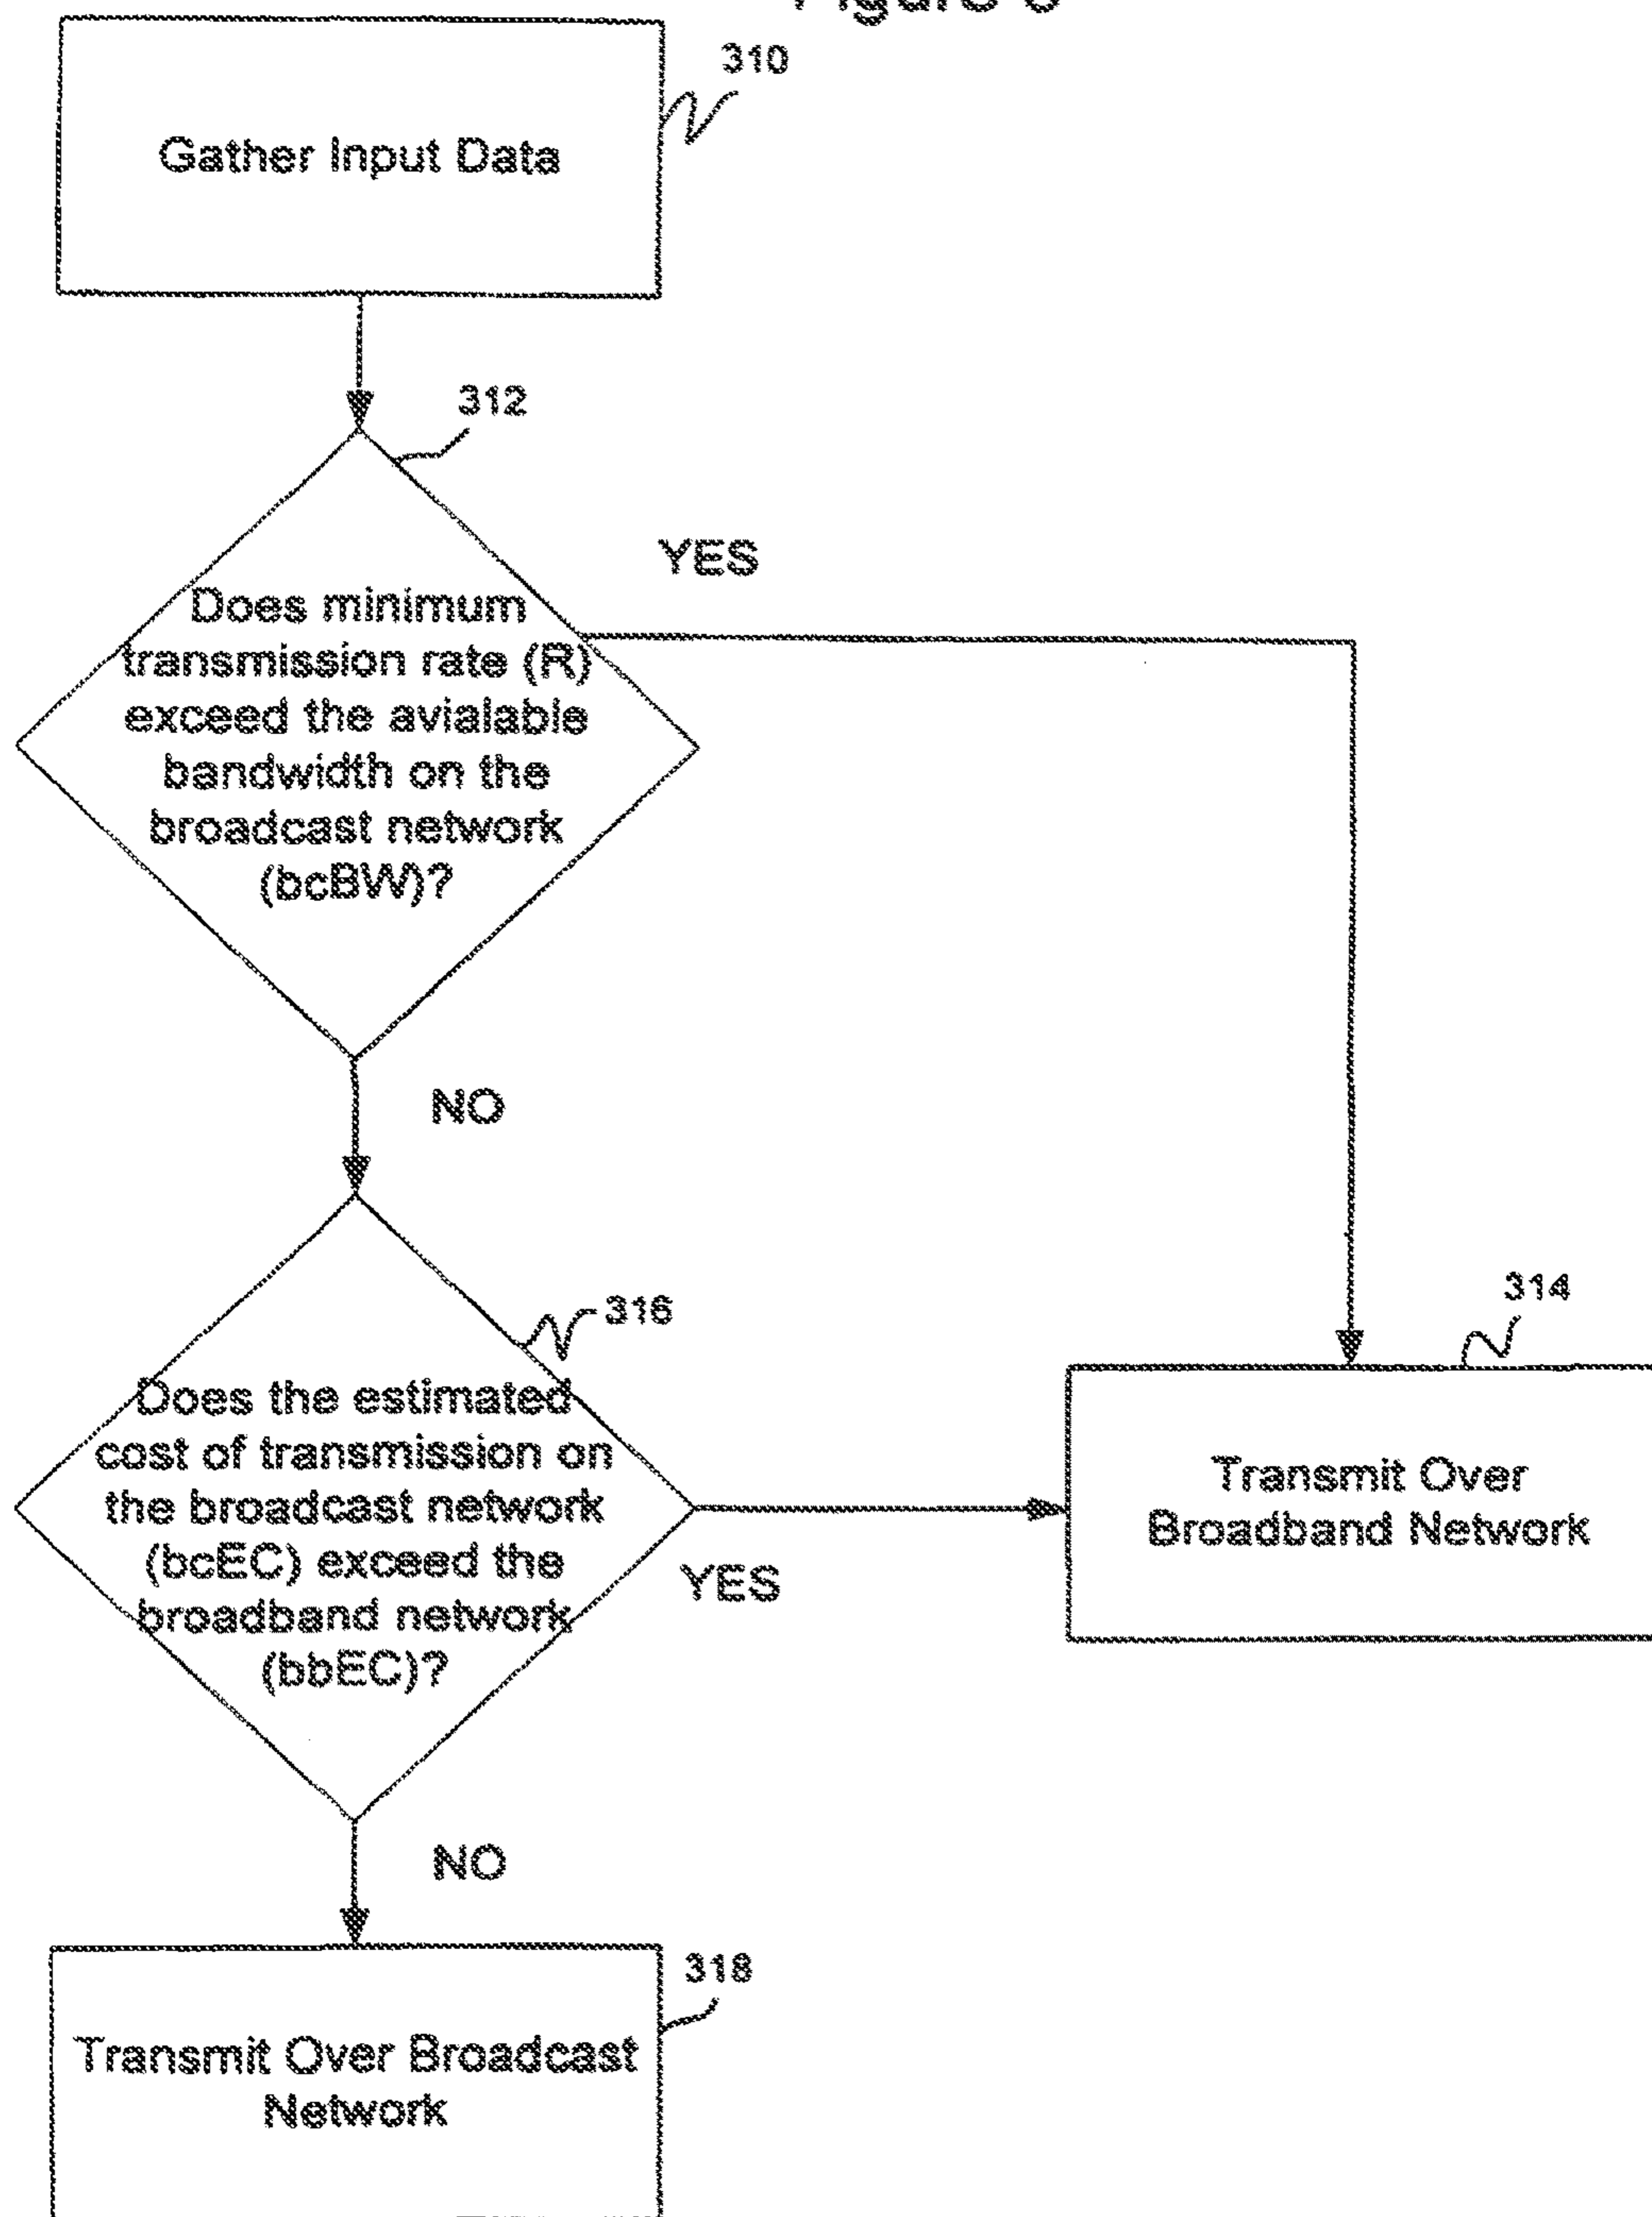 310
Gather Input Data
312
YES
Does minimum
transmission rate (R)
exceed the avialable
bandwidth on the
broadcast network
(bcBW)?
NO
316
314
Does the estimated
cost of transmission on
the broadcast network
(bcEC) exceed the
broadband network
(bbEC)?
YES
Transmit Over
Broadband Network
NO
318
Transmit Over Broadcast
Network